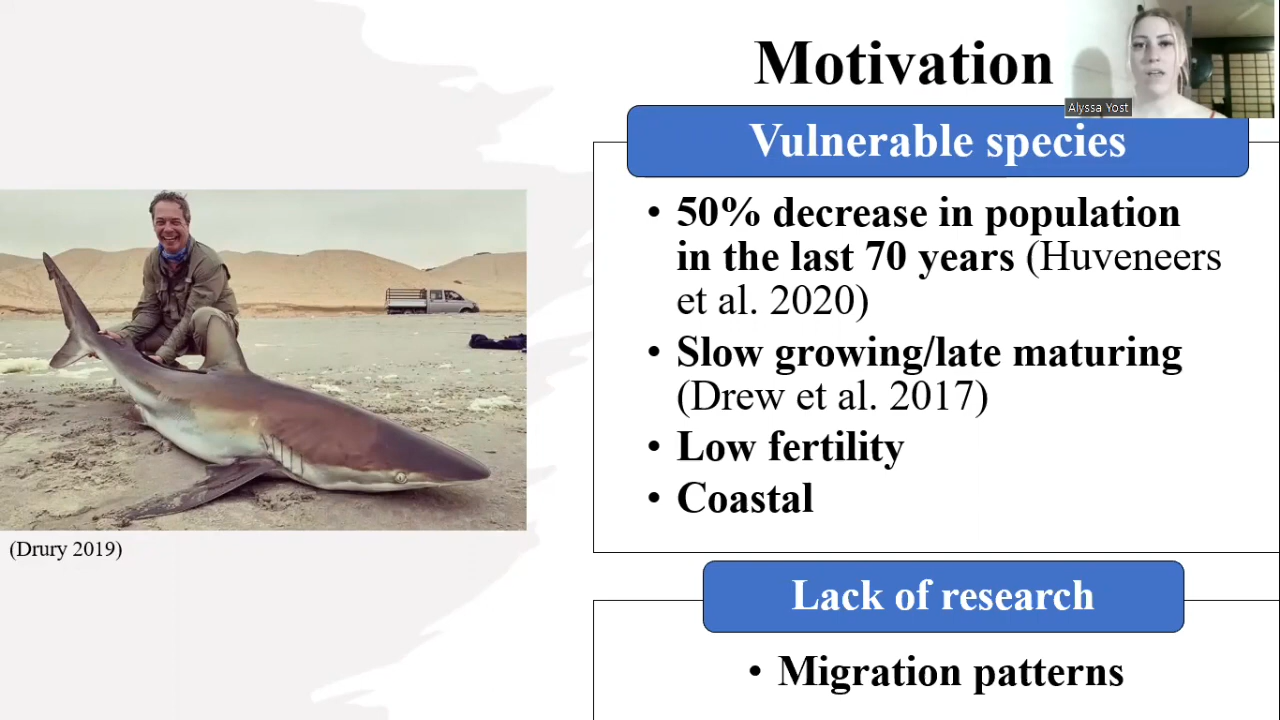 Motivation
Alyssa Yost
Vulnerable species
• 50% decrease in population
in the last 70 years (Huveneers
et al. 2020)
• Slow growing/late maturing
(Drew et al. 2017)
• Low fertility
• Coastal
(Drury 2019)
Lack of research
• Migration patterns